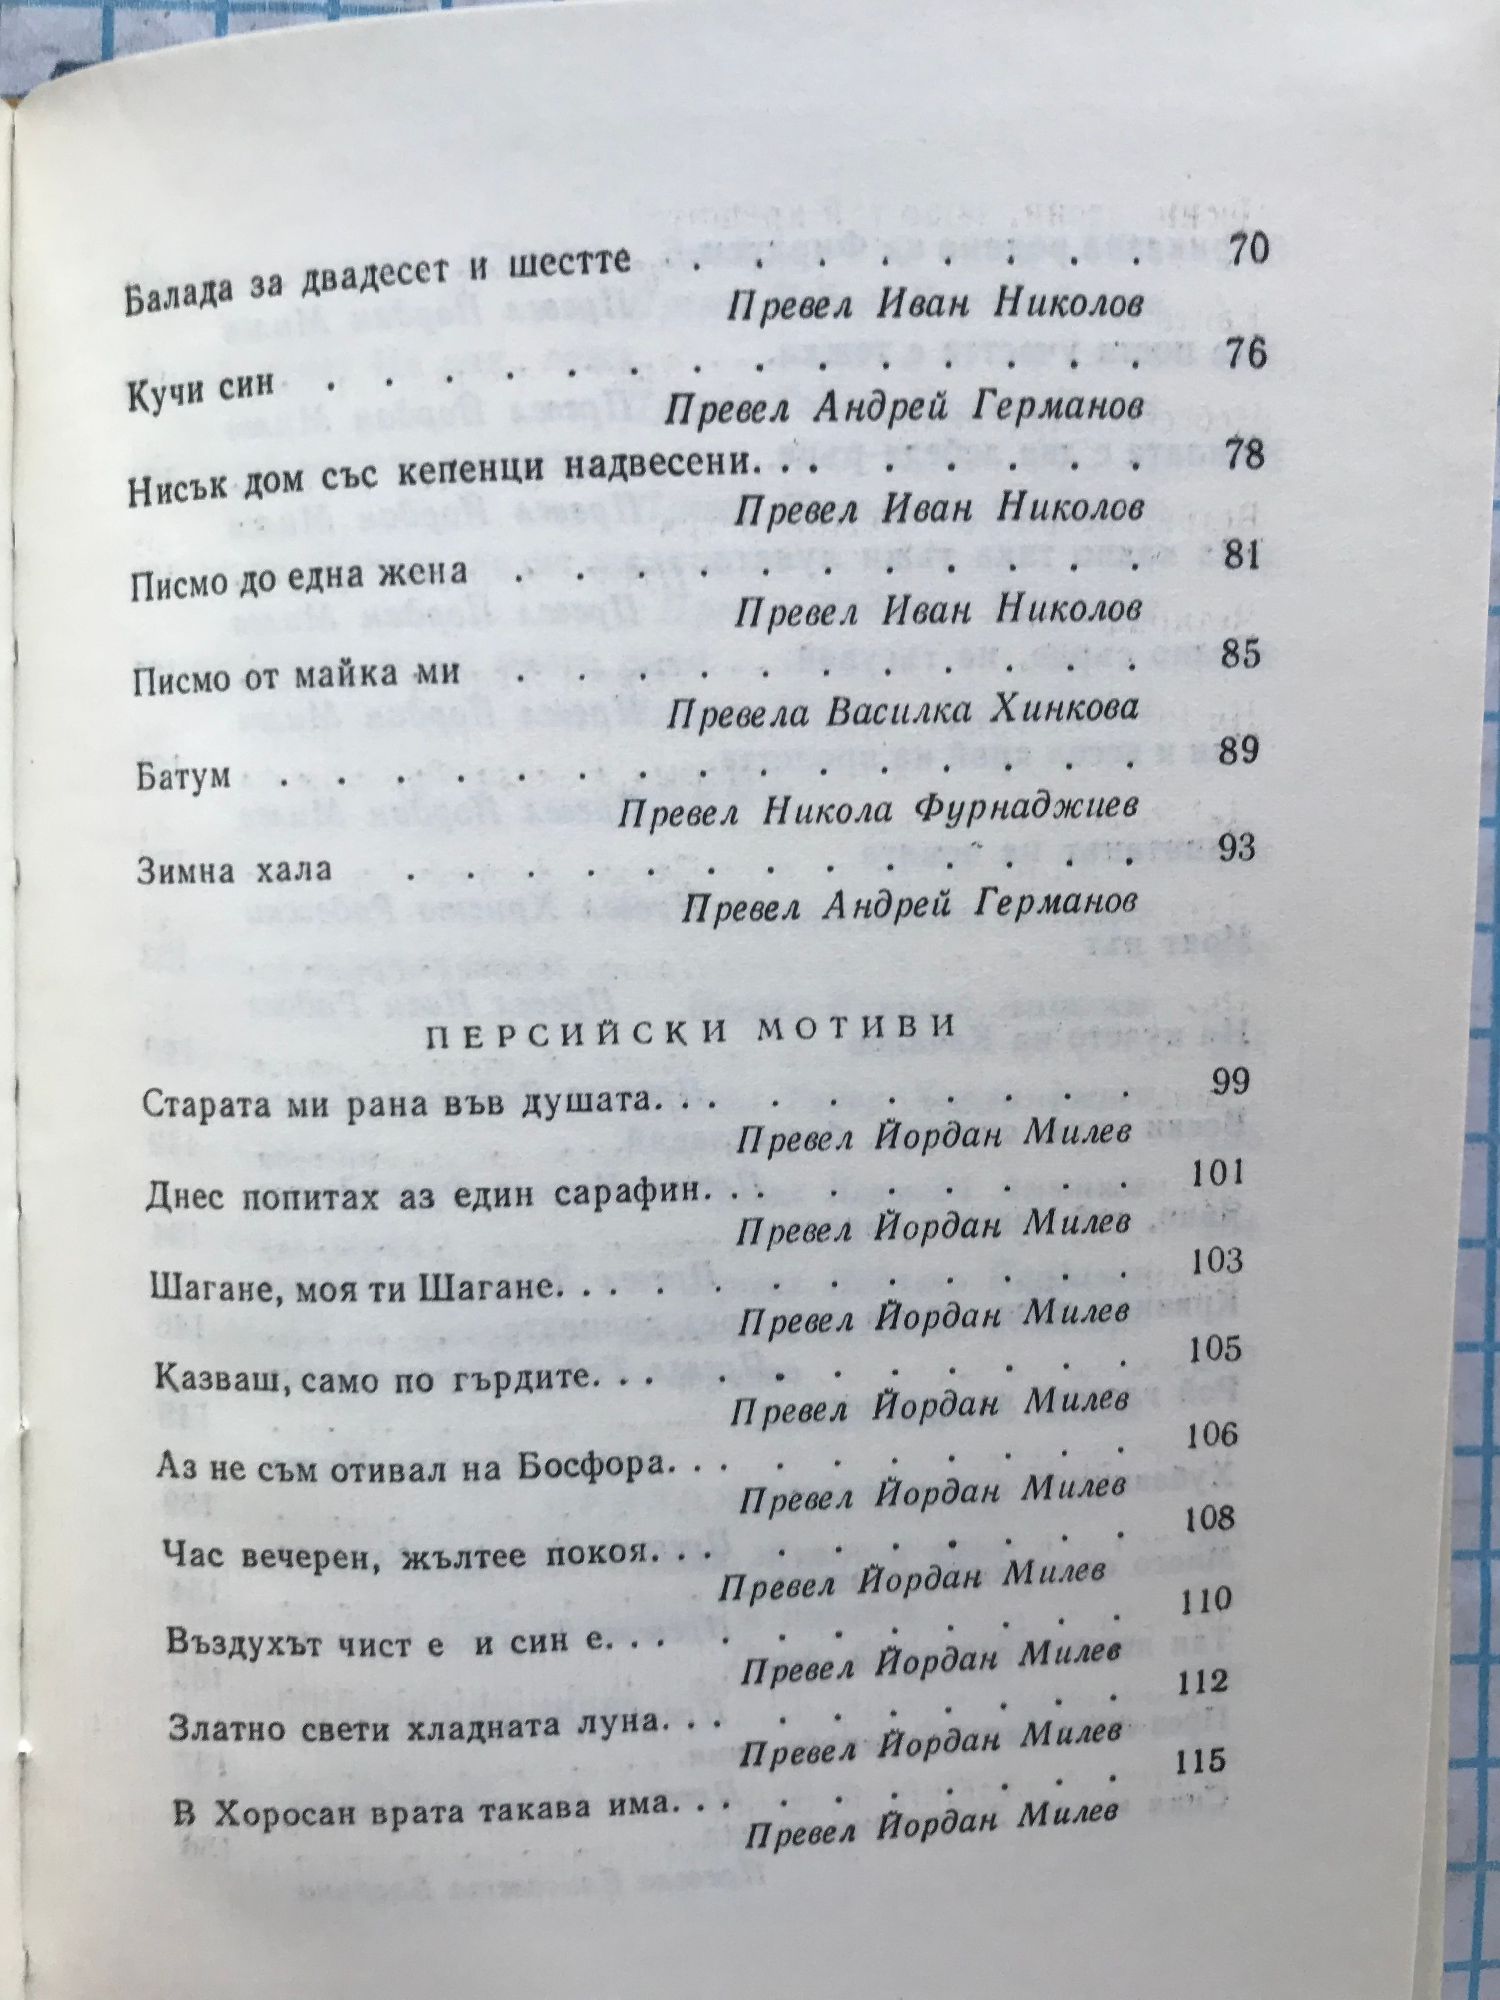 Балада за двадесет и шестте . . . . . . . . 70
Превел Иван Николов
Кучи син . . . . . . . . . . . . . . 76
Превел Андрей Германов
Нисък дом със кепенци надвесени. . . . . . . . 78
Превел Иван Николов
Писмо до една жена . . . . . . . . . . . 81
Превел Иван Николов
Писмо от майка ми . . . . . . . . . . . 85
Превела Василка Хинкова
Батум . . . . . . . . . . . . . . . 89
Превел Никола Фурнаджиев
Зимна хала . . . . . . . . . . . . . 93
Превел Андрей Германов
ПЕРСИЙСКИ МОТИВИ
Старата ми рана във душата. . . . . . . . . . 99
Превел Йордан Милев
Днес попитах аз един сарафин. . . . . . . . . 101
Превел Йордан Милев
Шагане, моя ти Шагане. . . . . . . . . . . . 103
Превел Йордан Милев
Казваш, само по гърдите. . . . . . . . . . . 105
Превел Йордан Милев
Аз не съм отивал на Босфора. . . . . . . . . . 106
Превел Йордан Милев
Час вечерен, жълтее покоя. . . . . . . . . . 108
Превел Йордан Милев
Въздухът чист е и син е. . . . . . . . . . . 110
Превел Йордан Милев
Златно свети хладната луна. . . . . . . . . . 112
Превел Йордан Милев
В Хоросан врата такава има. . . . . . . . . . 115
Превел Йордан Милев